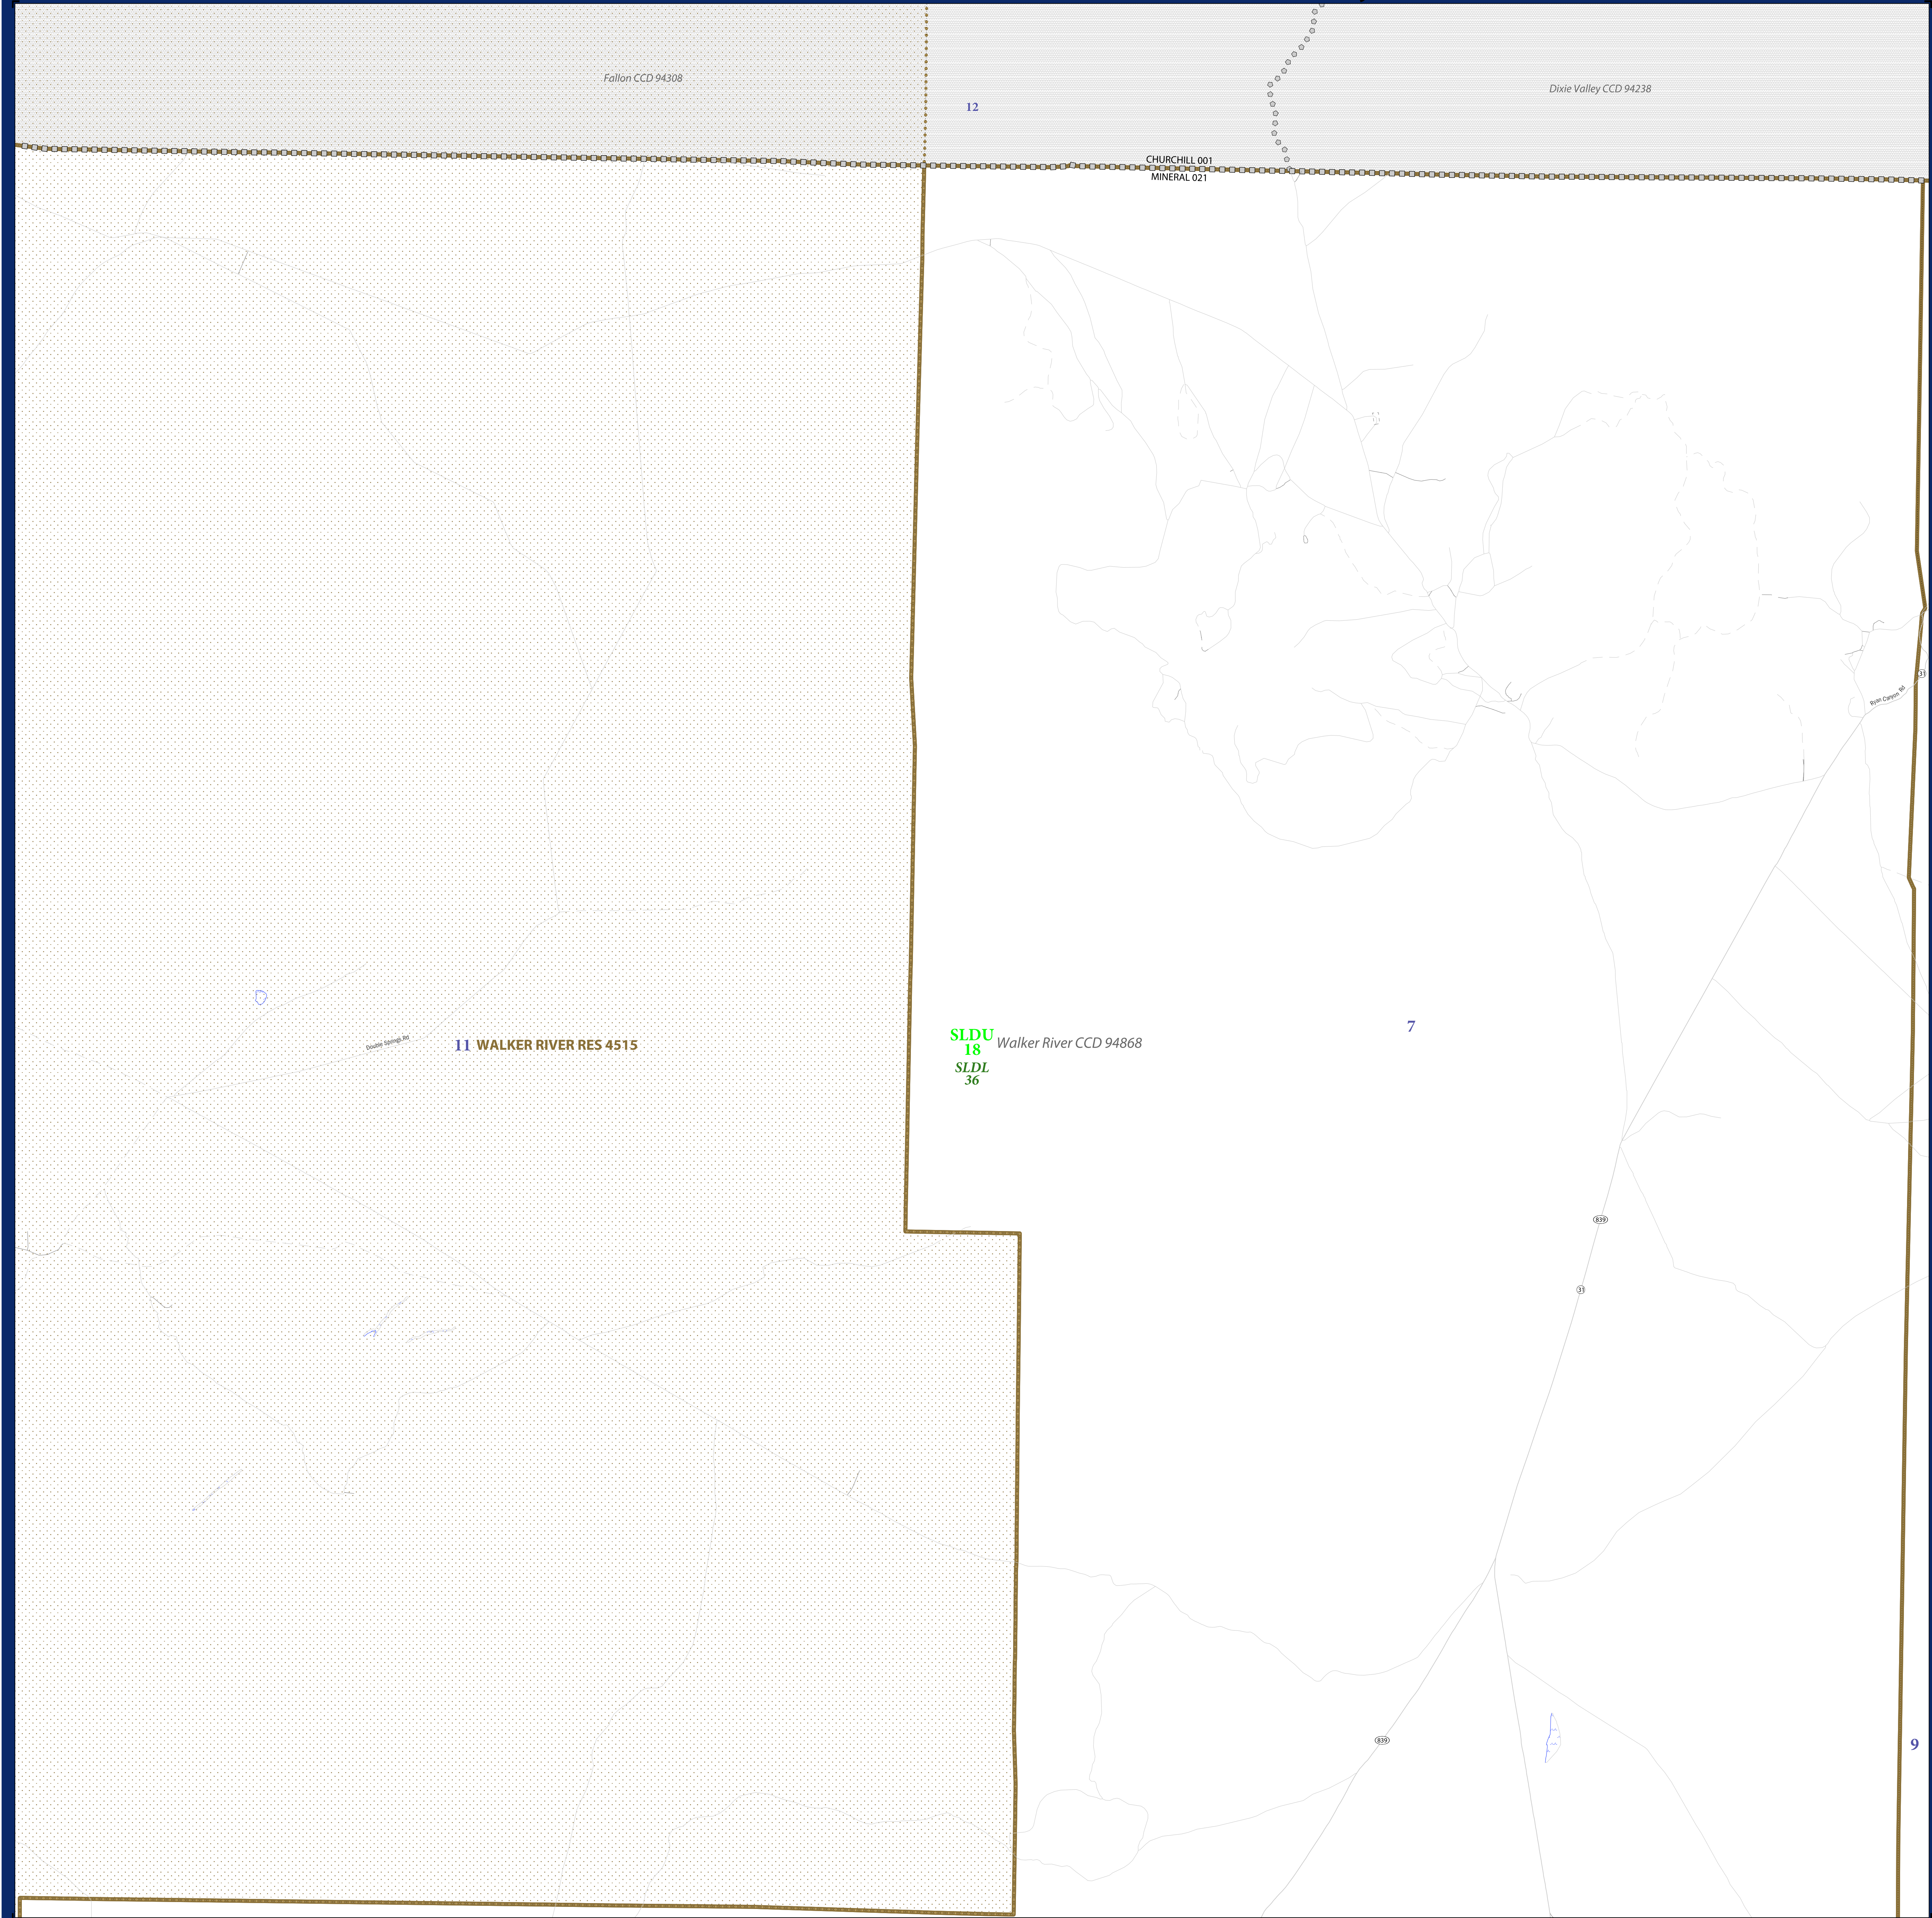 Fallon CCD 94308
Dixie Valley CCD 94238
12
CHURCHILL 001
MINERAL 021
31
Ryan Canyon Rd
7
SLDU
18
Walker River CCD 94868
SLDL
36
Double Springs Rd
11
WALKER RIVER RES 4515
839
31
839
9